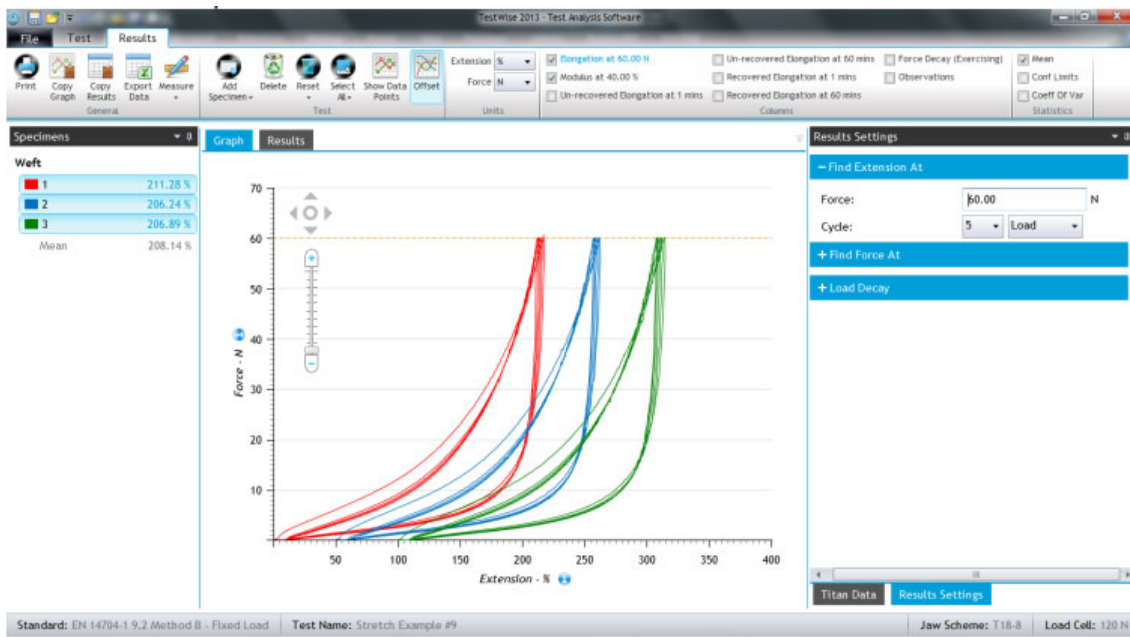 TestWise 2013 - Test Analysis Software
File Test Results
Print Copy Graph Copy Results Export Data Measure
General
Add Specimen Delete Reset Select All Show Data Points Offset
Test
Extension %
Force N
Units
Elongation at 60.00 N
Modulus at 40.00 %
Un-recovered Elongation at 1 mins
Un-recovered Elongation at 60 mins
Recovered Elongation at 1 mins
Recovered Elongation at 60 mins
Force Decay (Exercising)
Observations
Columns
Mean
Conf Limits
Coeff Of Var
Statistics
Specimens
Weft
1 211.28 %
2 206.24 %
3 206.89 %
Mean 208.14 %
Graph Results
70
60
50
40
30
20
10
Force - N
50 100 150 200 250 300 350 400
Extension - %
Results Settings
− Find Extension At
Force: 60.00 N
Cycle: 5 Load
+ Find Force At
+ Load Decay
Titan Data Results Settings
Standard: EN 14704-1 9.2 Method B - Fixed Load Test Name: Stretch Example #9 Jaw Scheme: T18-8 Load Cell: 120 N